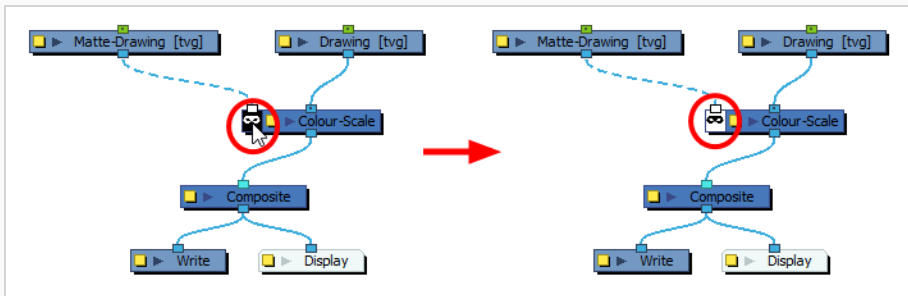 Matte-Drawing [tvg] Drawing [tvg] Matte-Drawing [tvg] Drawing [tvg]
Colour-Scale Colour-Scale
Composite Composite
Write Display Write Display